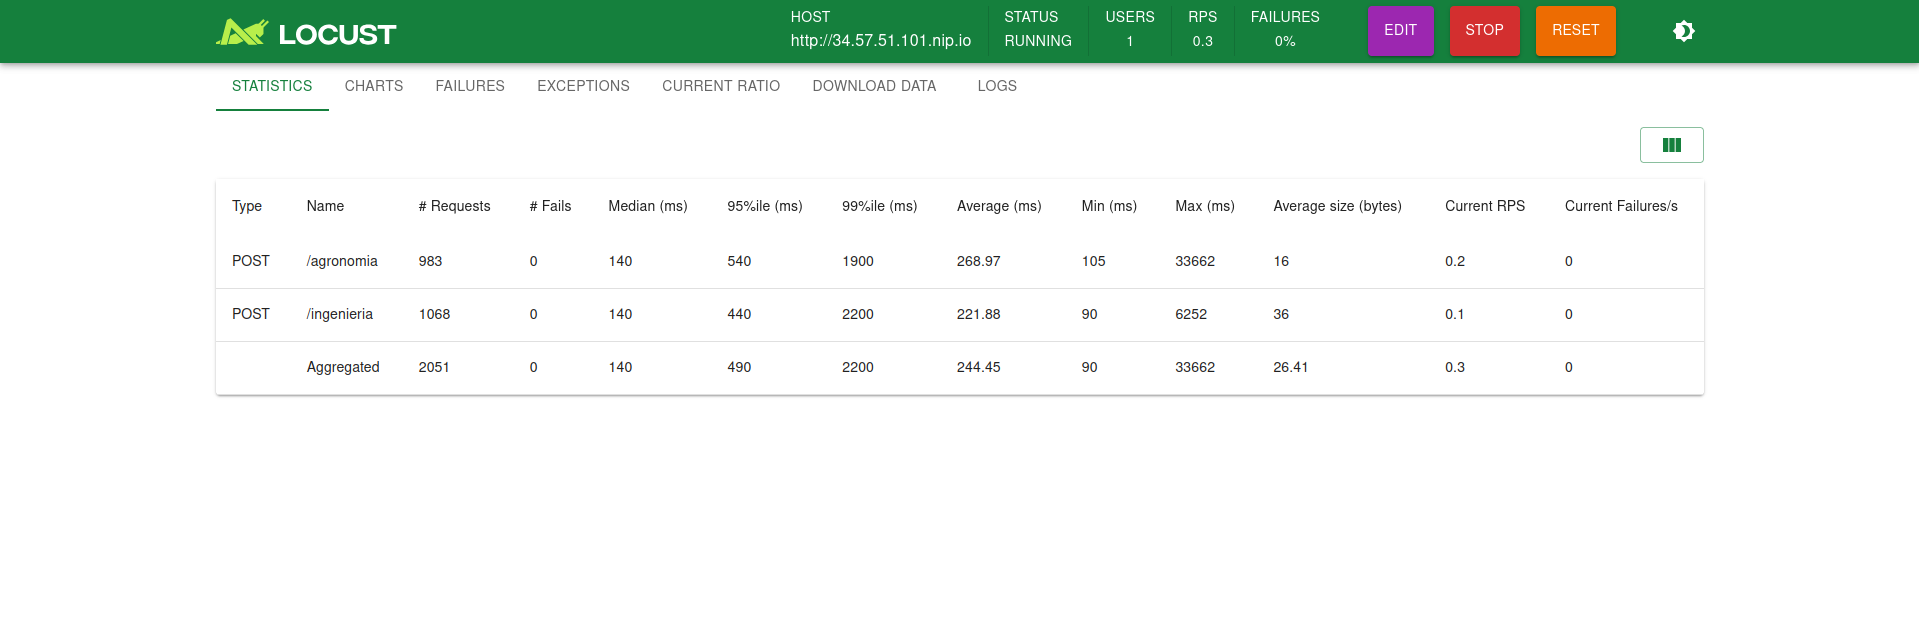 LOCUST
HOST
http://34.57.51.101.nip.io
STATUS
RUNNING
USERS
1
RPS
0.3
FAILURES
0%
EDIT
STOP
RESET
STATISTICS CHARTS FAILURES EXCEPTIONS CURRENT RATIO DOWNLOAD DATA LOGS
Type Name # Requests # Fails Median (ms) 95%ile (ms) 99%ile (ms) Average (ms) Min (ms) Max (ms) Average size (bytes) Current RPS Current Failures/s
POST /agronomia 983 0 140 540 1900 268.97 105 33662 16 0.2 0
POST /ingenieria 1068 0 140 440 2200 221.88 90 6252 36 0.1 0
Aggregated 2051 0 140 490 2200 244.45 90 33662 26.41 0.3 0